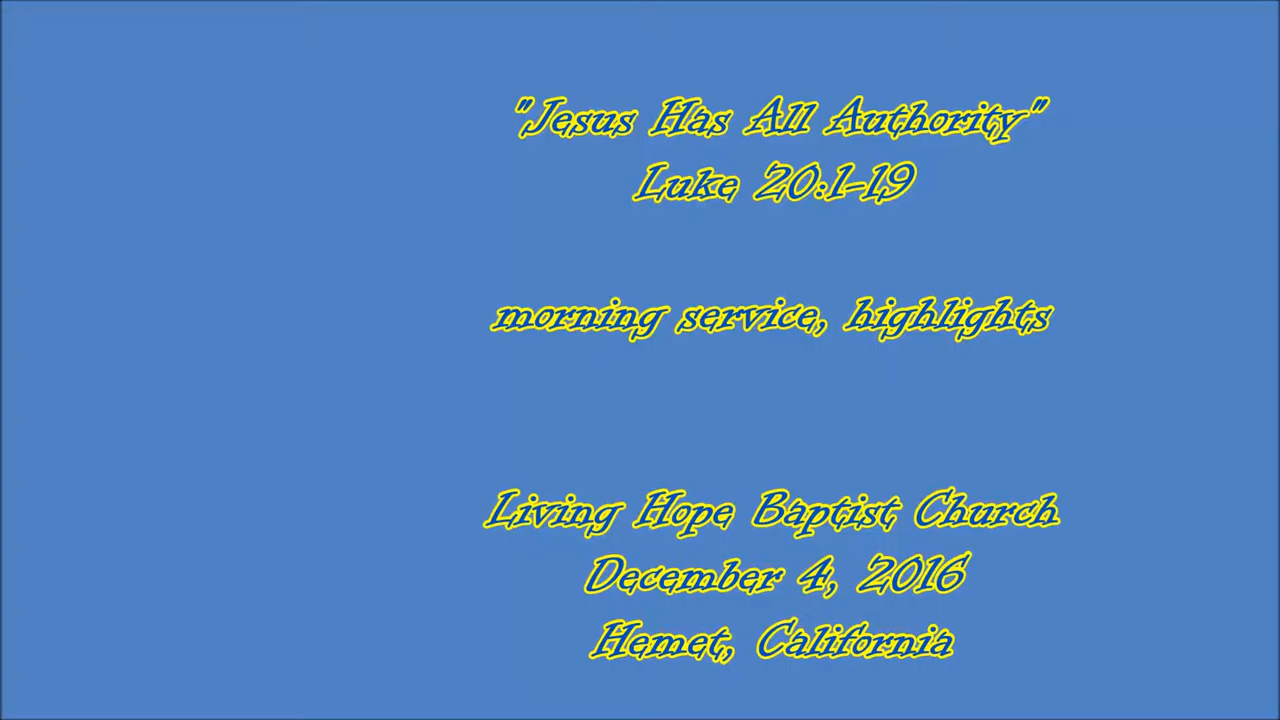 "Jesus Has All Authority"
Luke 20:1-19
morning service, highlights
Living Hope Baptist Church
December 4, 2016
Hemet, California